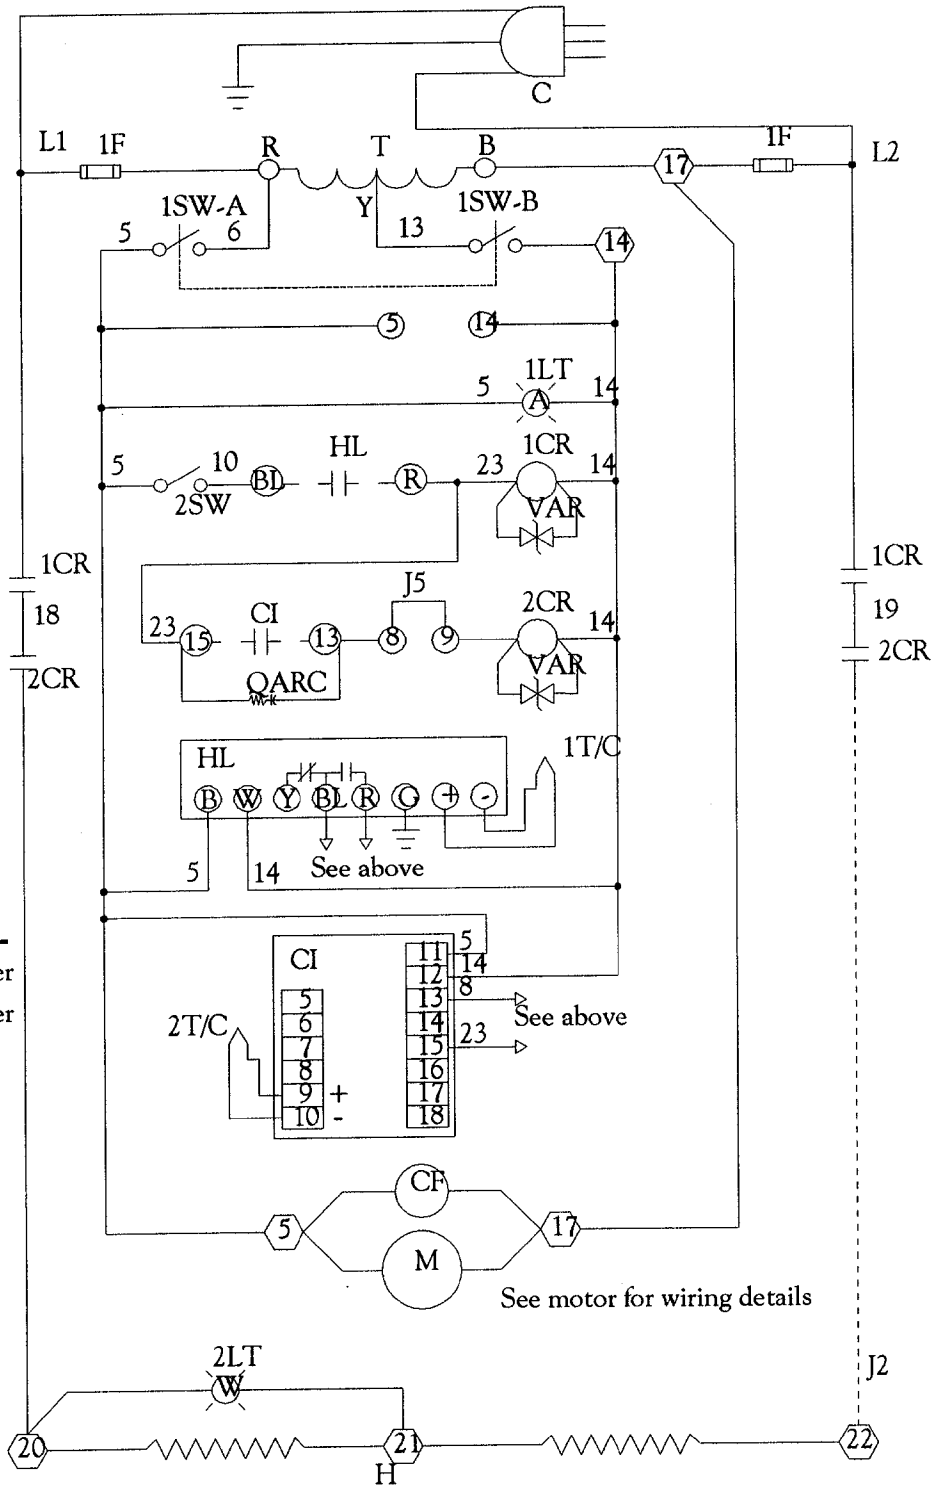 C
L1
1F
R
T
B
17
1F
L2
1SW-A
Y
1SW-B
5
6
13
14
5
14
1LT
5
A
14
1CR
HL
5
10
BL
R
23
14
2SW
VAR
1CR
1CR
J5
18
CI
2CR
19
23
15
13
8
9
14
2CR
QARC
VAR
2CR
HL
1T/C
B
W
Y
BL
R
G
+
-
5
14
See above
er
er
CI
11
5
12
14
5
13
8
6
14
See above
2T/C
7
15
23
8
16
9
+
17
10
-
18
CF
5
17
M
See motor for wiring details
2LT
J2
W
20
21
22
H